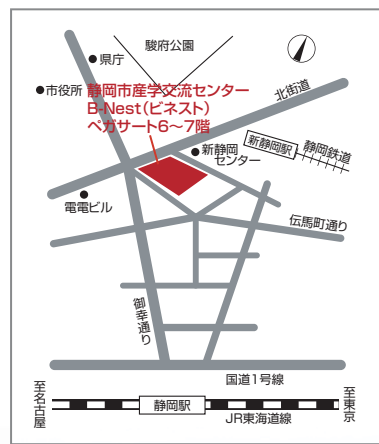 駿府公園
県庁
市役所
静岡市産学交流センター
B-Nest(ビネスト)
ペガサート6〜7階
北街道
新静岡
センター
新静岡駅
静岡鉄道
電電ビル
伝馬町通り
御幸通り
国道1号線
至名古屋
静岡駅
至東京
JR東海道線